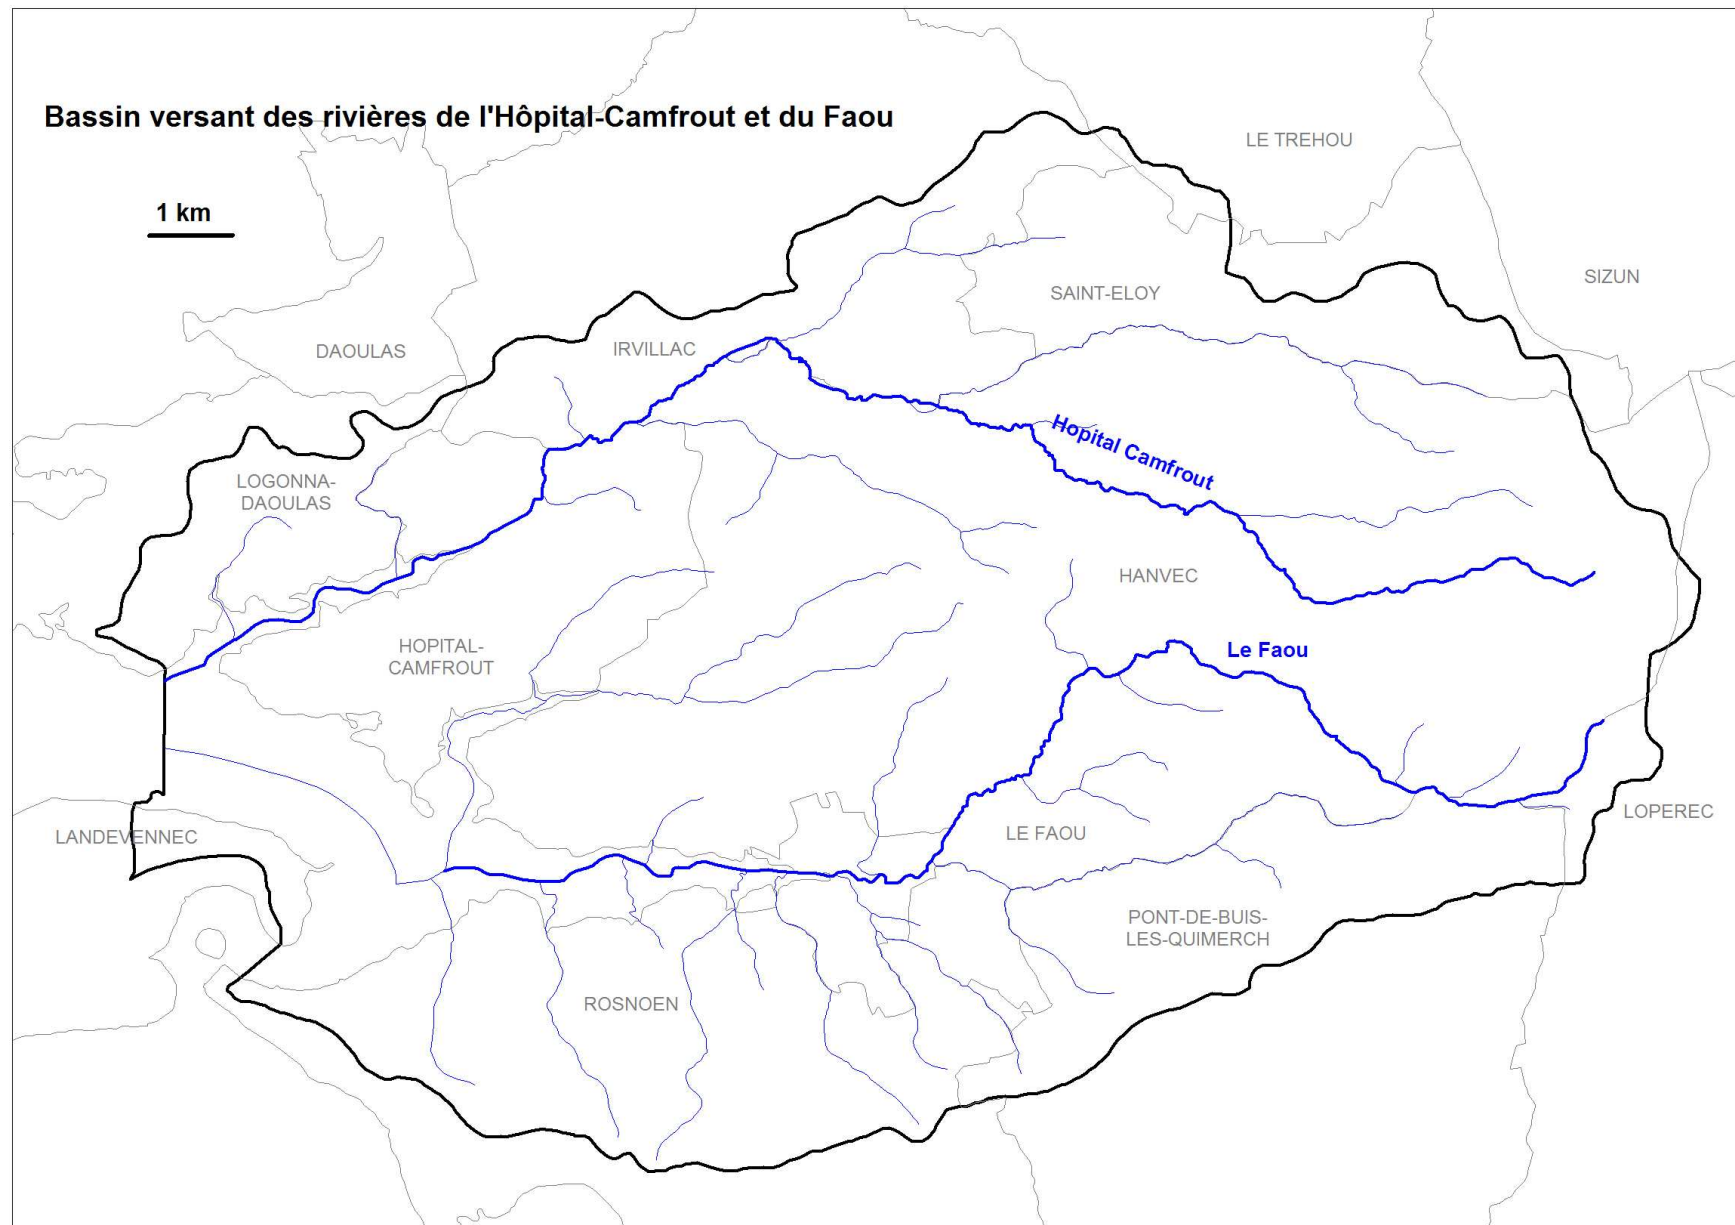 Bassin versant des rivières de l'Hôpital-Camfrout et du Faou
LE TREHOU
1 km
SIZUN
SAINT-ELOY
DAOULAS
IRVILLAC
Hopital Camfrout
LOGONNA-
DAOULAS
HANVEC
HOPITAL-
CAMFROUT
Le Faou
LANDEVENNEC
LE FAOU
LOPEREC
PONT-DE-BUIS-
LES-QUIMERCH
ROSNOEN